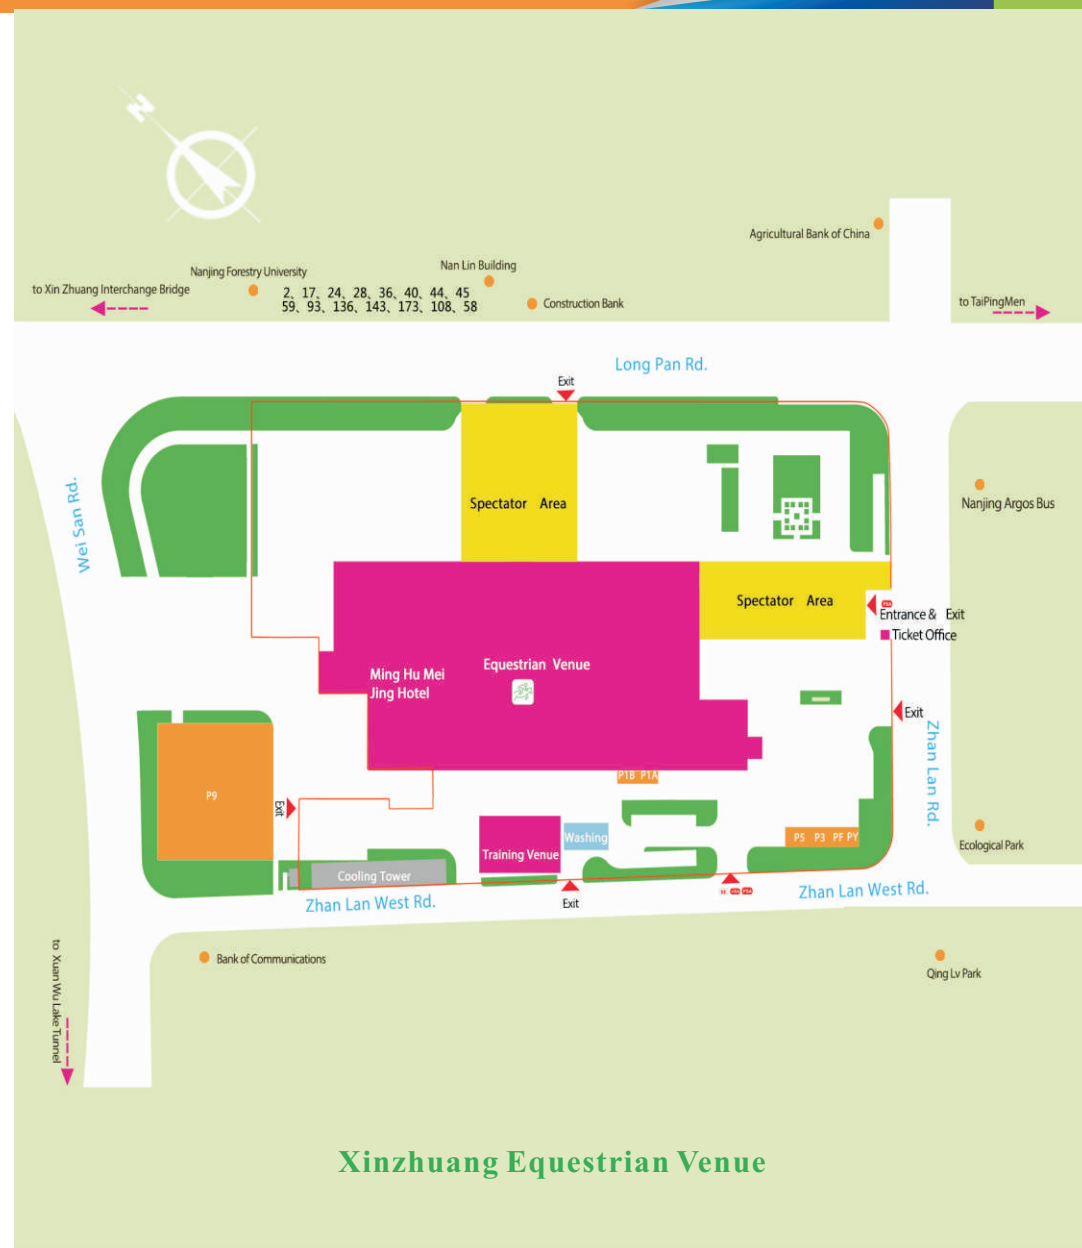 N
Agricultural Bank of China
Nan Lin Building
Nanjing Forestry University
to Xin Zhuang Interchange Bridge
2、17、24、28、36、40、44、45
59、93、136、143、173、108、58
Construction Bank
to TaiPingMen
Long Pan Rd.
Exit
Wei San Rd.
Spectator Area
Nanjing Argos Bus
Spectator Area
Entrance & Exit
Ticket Office
Equestrian Venue
Ming Hu Mei
Jing Hotel
Exit
Zhan Lan Rd.
P1B P1A
P9
Exit
Washing
P5 P3 PF PY
Training Venue
Ecological Park
Cooling Tower
Zhan Lan West Rd.
Exit
Zhan Lan West Rd.
Bank of Communications
Qing Lv Park
to Xuan Wu Lake Tunnel
Xinzhuang Equestrian Venue